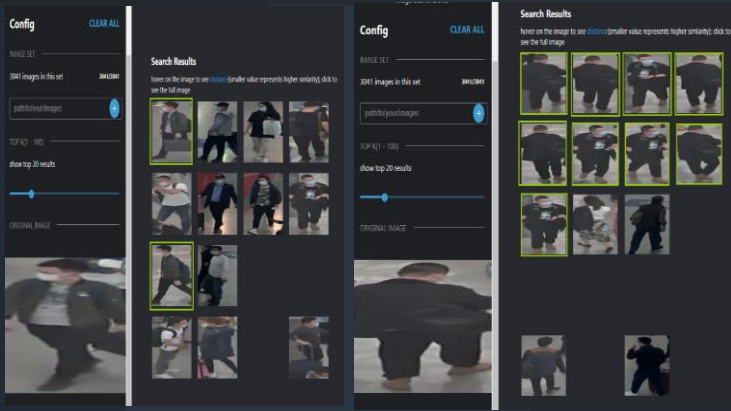 Config
CLEAR ALL
IMAGE SET
3041 images in this set
3041/3041
path/to/your/images
+
TOP K(1 - 100)
show top 20 results
ORIGINAL IMAGE
Search Results
hover on the image to see distance(smaller value represents higher similarity); click to
see the full image
Config
CLEAR ALL
IMAGE SET
3041 images in this set
3041/3041
path/to/your/images
+
TOP K(1 - 100)
show top 20 results
ORIGINAL IMAGE
Search Results
hover on the image to see distance(smaller value represents higher similarity); click to
see the full image